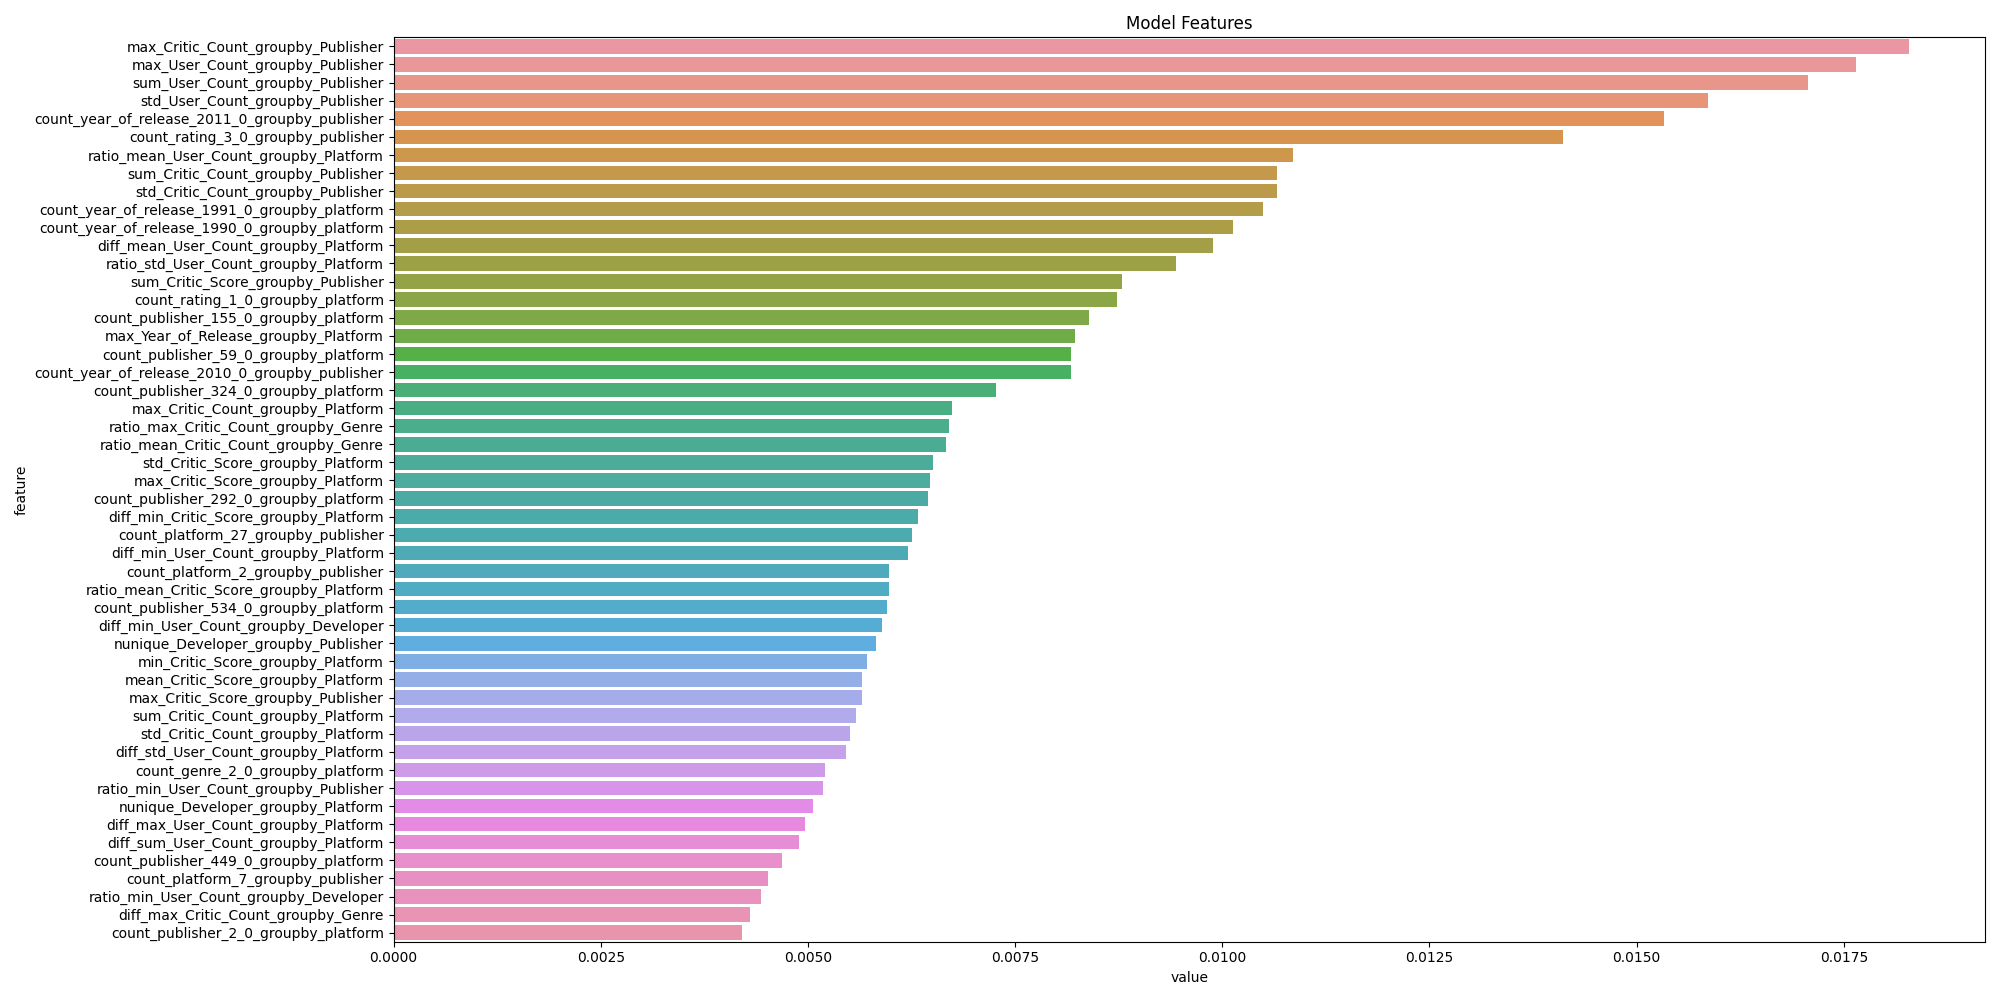 Model Features
max_Critic_Count_groupby_Publisher
max_User_Count_groupby_Publisher
sum_User_Count_groupby_Publisher
std_User_Count_groupby_Publisher
count_year_of_release_2011_0_groupby_publisher
count_rating_3_0_groupby_publisher
ratio_mean_User_Count_groupby_Platform
sum_Critic_Count_groupby_Publisher
std_Critic_Count_groupby_Publisher
count_year_of_release_1991_0_groupby_platform
count_year_of_release_1990_0_groupby_platform
diff_mean_User_Count_groupby_Platform
ratio_std_User_Count_groupby_Platform
sum_Critic_Score_groupby_Publisher
count_rating_1_0_groupby_platform
count_publisher_155_0_groupby_platform
max_Year_of_Release_groupby_Platform
count_publisher_59_0_groupby_platform
count_year_of_release_2010_0_groupby_publisher
count_publisher_324_0_groupby_platform
max_Critic_Count_groupby_Platform
ratio_max_Critic_Count_groupby_Genre
ratio_mean_Critic_Count_groupby_Genre
std_Critic_Score_groupby_Platform
max_Critic_Score_groupby_Platform
count_publisher_292_0_groupby_platform
diff_min_Critic_Score_groupby_Platform
count_platform_27_groupby_publisher
diff_min_User_Count_groupby_Platform
count_platform_2_groupby_publisher
ratio_mean_Critic_Score_groupby_Platform
count_publisher_534_0_groupby_platform
diff_min_User_Count_groupby_Developer
nunique_Developer_groupby_Publisher
min_Critic_Score_groupby_Platform
mean_Critic_Score_groupby_Platform
max_Critic_Score_groupby_Publisher
sum_Critic_Count_groupby_Platform
std_Critic_Count_groupby_Platform
diff_std_User_Count_groupby_Platform
count_genre_2_0_groupby_platform
ratio_min_User_Count_groupby_Publisher
nunique_Developer_groupby_Platform
diff_max_User_Count_groupby_Platform
diff_sum_User_Count_groupby_Platform
count_publisher_449_0_groupby_platform
count_platform_7_groupby_publisher
ratio_min_User_Count_groupby_Developer
diff_max_Critic_Count_groupby_Genre
count_publisher_2_0_groupby_platform
feature
0.0000 0.0025 0.0050 0.0075 0.0100 0.0125 0.0150 0.0175
value